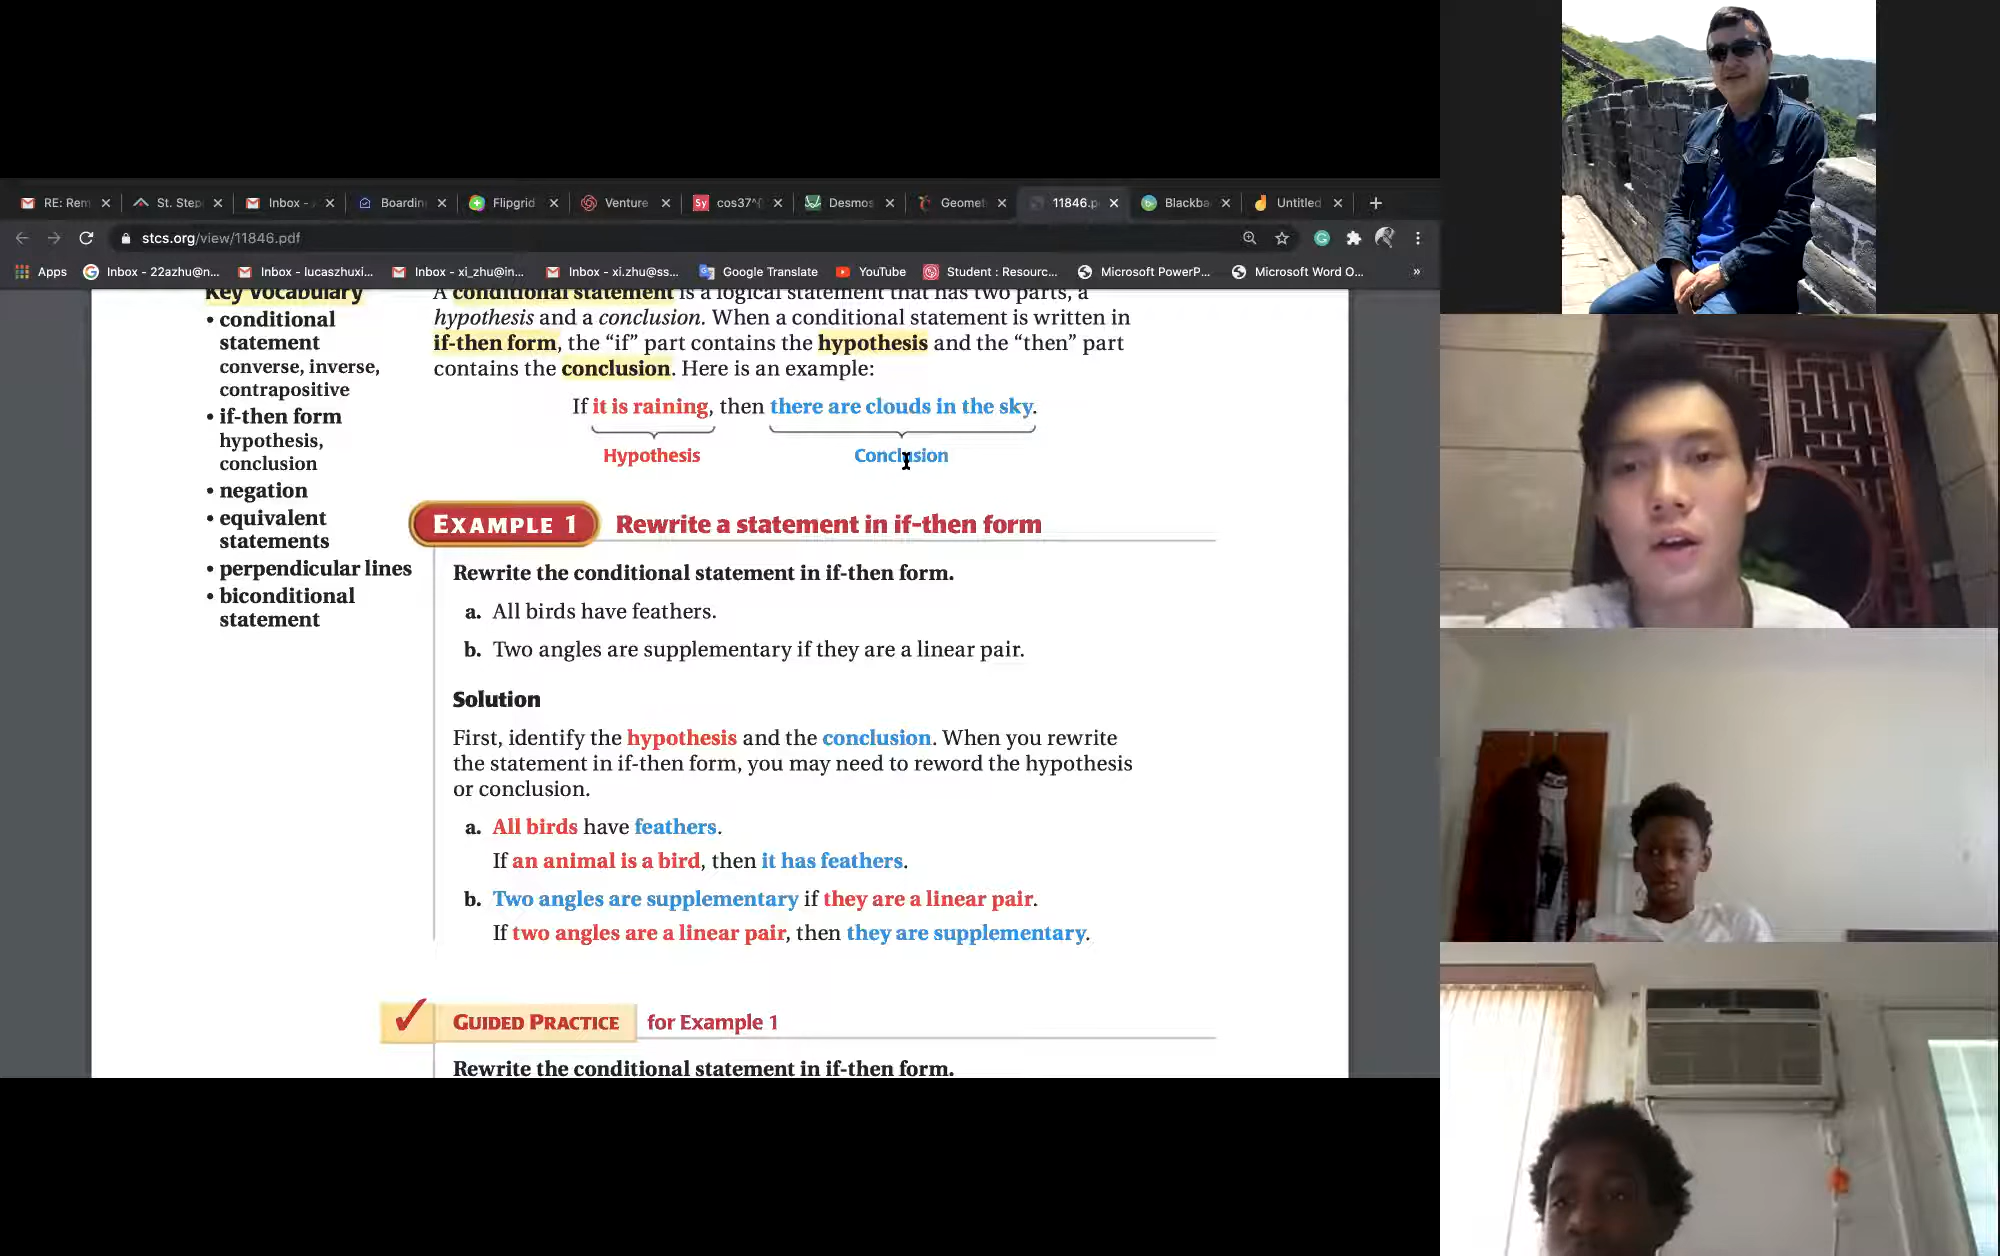 RE: Rem
St. Step
Inbox -
Boardin
Flipgrid
Venture
Sy cos37^(
Desmos
Geomet
11846.p
Blackba
Untitled
stcs.org/view/11846.pdf
Apps
Inbox - 22azhu@n...
Inbox - lucaszhuxi...
Inbox - xi_zhu@in...
Inbox - xi.zhu@ss...
Google Translate
YouTube
Student : Resourc...
Microsoft PowerP...
Microsoft Word O...
»
Key Vocabulary
• conditional
statement
converse, inverse,
contrapositive
• if-then form
hypothesis,
conclusion
• negation
• equivalent
statements
• perpendicular lines
• biconditional
statement
A conditional statement is a logical statement that has two parts, a
hypothesis and a conclusion. When a conditional statement is written in
if-then form, the “if” part contains the hypothesis and the “then” part
contains the conclusion. Here is an example:
If it is raining, then there are clouds in the sky.
Hypothesis Conclusion
EXAMPLE 1 Rewrite a statement in if-then form
Rewrite the conditional statement in if-then form.
a. All birds have feathers.
b. Two angles are supplementary if they are a linear pair.
Solution
First, identify the hypothesis and the conclusion. When you rewrite
the statement in if-then form, you may need to reword the hypothesis
or conclusion.
a. All birds have feathers.
If an animal is a bird, then it has feathers.
b. Two angles are supplementary if they are a linear pair.
If two angles are a linear pair, then they are supplementary.
✓ GUIDED PRACTICE for Example 1
Rewrite the conditional statement in if-then form.